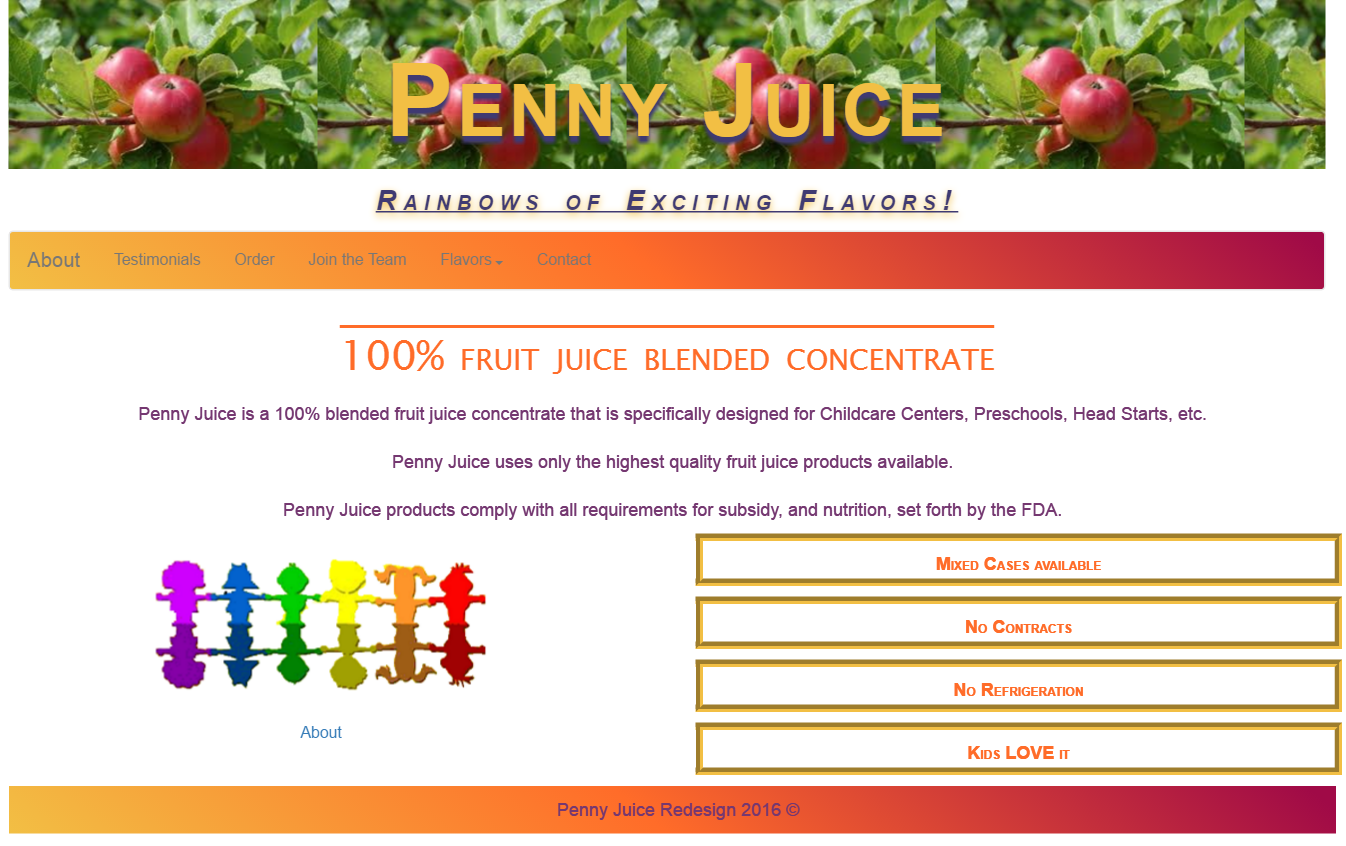 Penny Juice
Rainbows of Exciting Flavors!
About Testimonials Order Join the Team Flavors Contact
100% fruit juice blended concentrate
Penny Juice is a 100% blended fruit juice concentrate that is specifically designed for Childcare Centers, Preschools, Head Starts, etc.
Penny Juice uses only the highest quality fruit juice products available.
Penny Juice products comply with all requirements for subsidy, and nutrition, set forth by the FDA.
Mixed Cases available
No Contracts
No Refrigeration
Kids LOVE it
About
Penny Juice Redesign 2016 ©